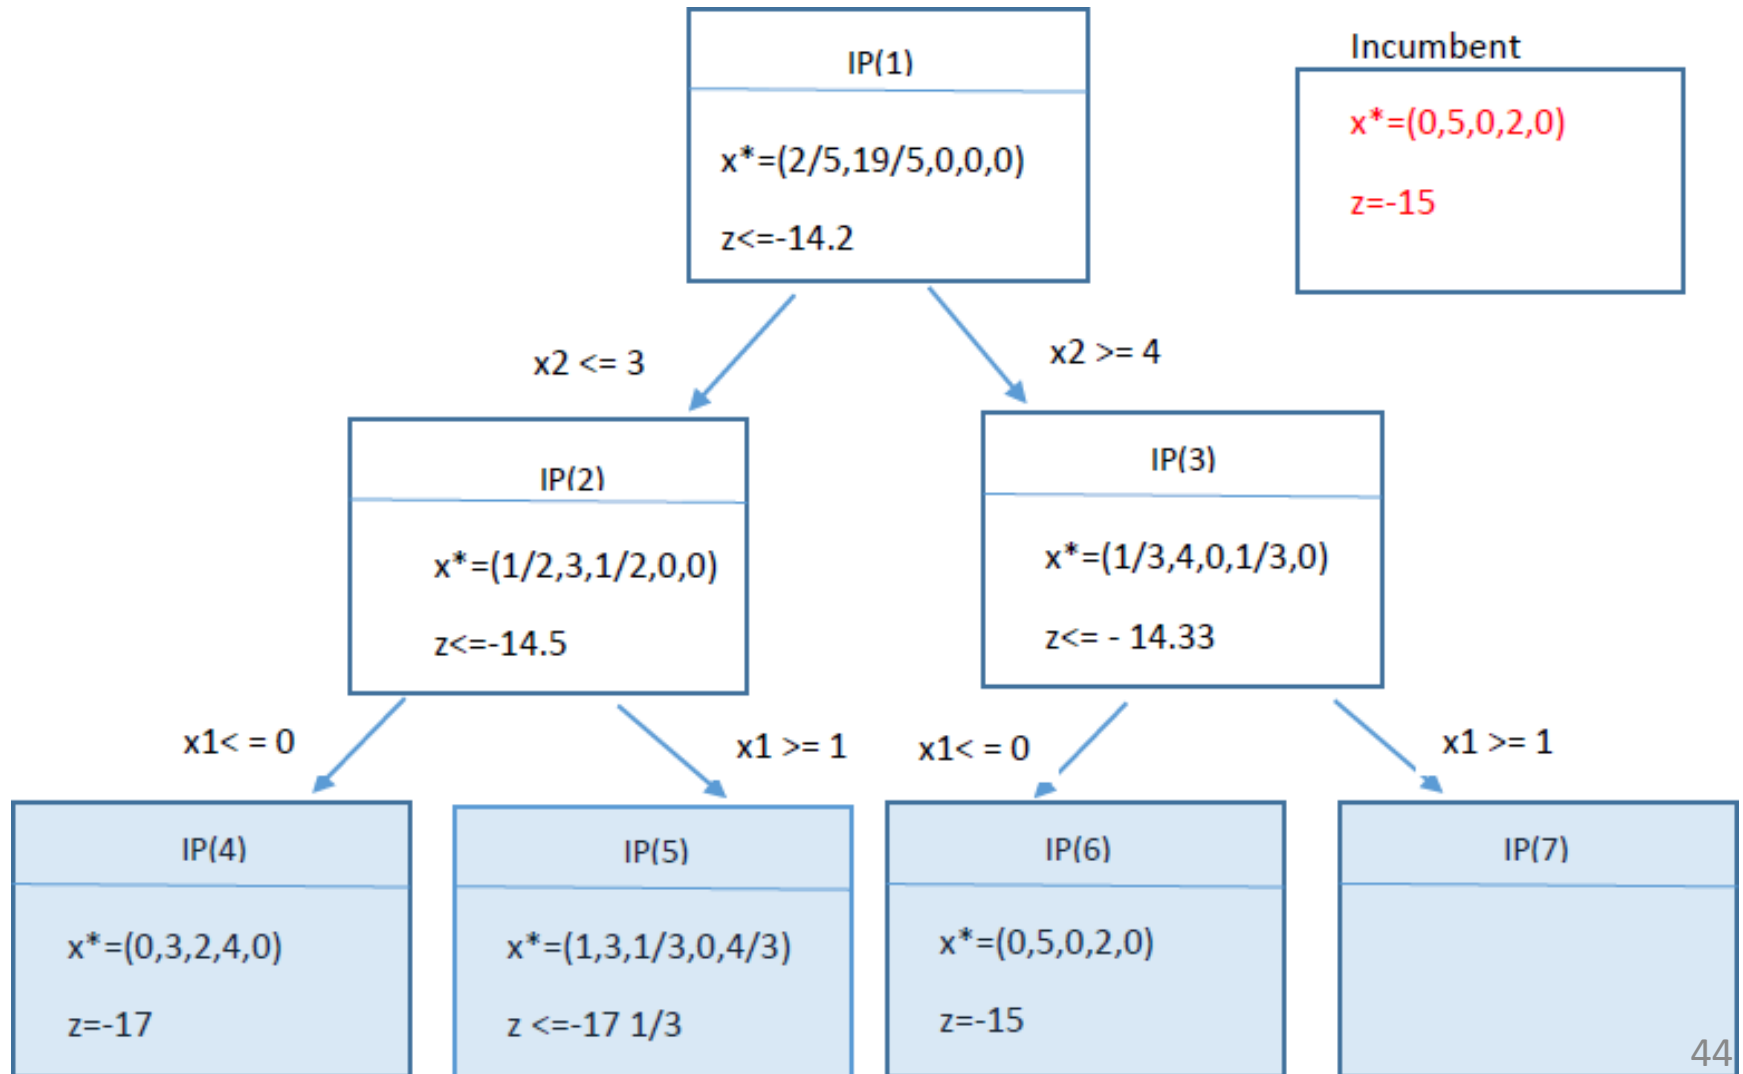 IP(1)
x*=(2/5,19/5,0,0,0)
z<=-14.2
Incumbent
x*=(0,5,0,2,0)
z=-15
x2 <= 3
x2 >= 4
IP(2)
x*=(1/2,3,1/2,0,0)
z<=-14.5
IP(3)
x*=(1/3,4,0,1/3,0)
z<= - 14.33
x1< = 0
x1 >= 1
x1< = 0
x1 >= 1
IP(4)
x*=(0,3,2,4,0)
z=-17
IP(5)
x*=(1,3,1/3,0,4/3)
z <=-17 1/3
IP(6)
x*=(0,5,0,2,0)
z=-15
IP(7)
44